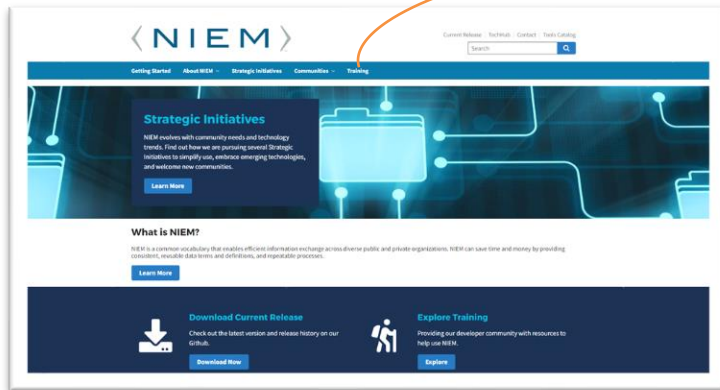 〈NIEM〉
Current Release | TechHub | Contact | Tools Catalog
Search
Getting Started About NIEM Strategic Initiatives Communities Training
Strategic Initiatives
NIEM evolves with community needs and technology
trends. Find out how we are pursuing several Strategic
Initiatives to simplify use, embrace emerging technologies,
and welcome new communities.
Learn More
What is NIEM?
NIEM is a common vocabulary that enables efficient information exchange across diverse public and private organizations. NIEM can save time and money by providing
consistent, reusable data terms and definitions, and repeatable processes.
Learn More
Download Current Release
Check out the latest version and release history on our
Github.
Download Now
Explore Training
Providing our developer community with resources to
help use NIEM.
Explore